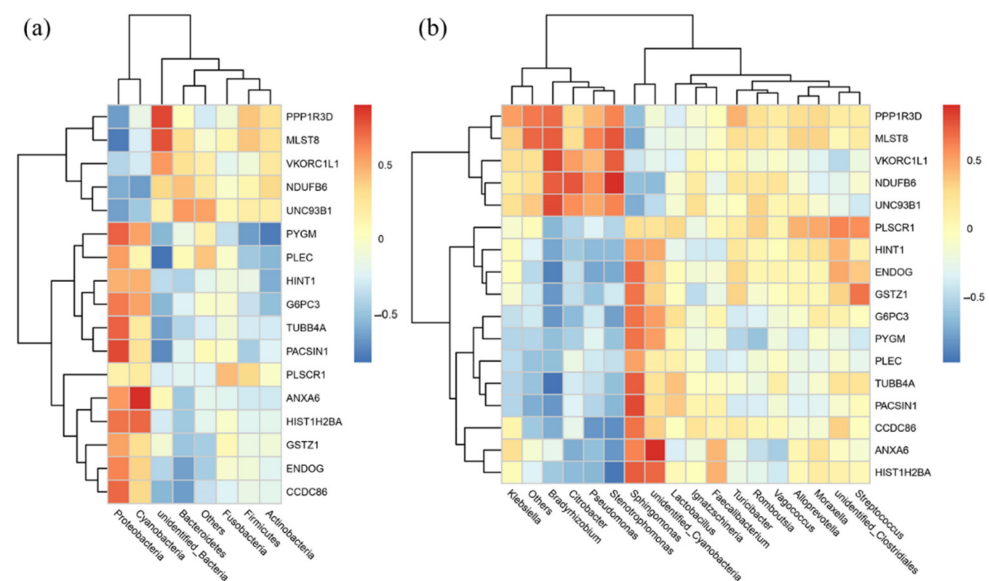 (a)
PPP1R3D
MLST8
VKORC1L1
NDUFB6
UNC93B1
PYGM
PLEC
HINT1
G6PC3
TUBB4A
PACSIN1
PLSCR1
ANXA6
HIST1H2BA
GSTZ1
ENDOG
CCDC86
Proteobacteria
Cyanobacteria
unidentified_Bacteria
Bacteroidetes
Others
Fusobacteria
Firmicutes
Actinobacteria
0.5
0
−0.5
(b)
PPP1R3D
MLST8
VKORC1L1
NDUFB6
UNC93B1
PLSCR1
HINT1
ENDOG
GSTZ1
G6PC3
PYGM
PLEC
TUBB4A
PACSIN1
CCDC86
ANXA6
HIST1H2BA
Klebsiella
Others
Bradyrhizobium
Citrobacter
Pseudomonas
Stenotrophomonas
Sphingomonas
unidentified_Cyanobacteria
Lactobacillus
Ignatzschineria
Faecalibacterium
Turicibacter
Romboutsia
Vagococcus
Alloprevotella
Moraxella
unidentified_Clostridiales
Streptococcus
0.5
0
−0.5